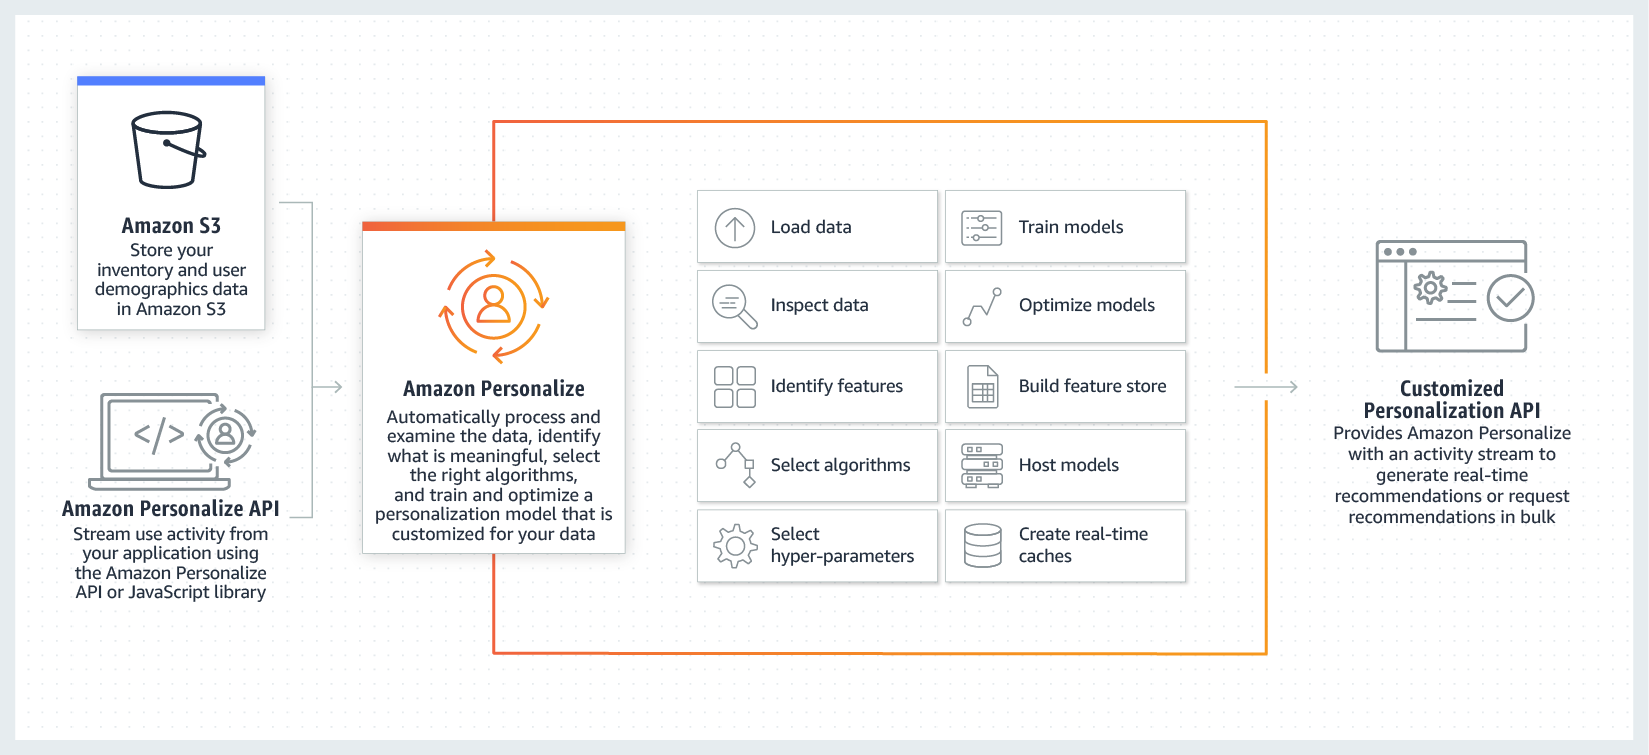 Amazon S3
Store your
inventory and user
demographics data
in Amazon S3
</>
Amazon Personalize API
Stream use activity from
your application using
the Amazon Personalize
API or JavaScript library
Amazon Personalize
Automatically process and
examine the data, identify
what is meaningful, select
the right algorithms,
and train and optimize a
personalization model that is
customized for your data
Load data
Train models
Inspect data
Optimize models
Identify features
Build feature store
Select algorithms
Host models
Select
hyper-parameters
Create real-time
caches
Customized
Personalization API
Provides Amazon Personalize
with an activity stream to
generate real-time
recommendations or request
recommendations in bulk